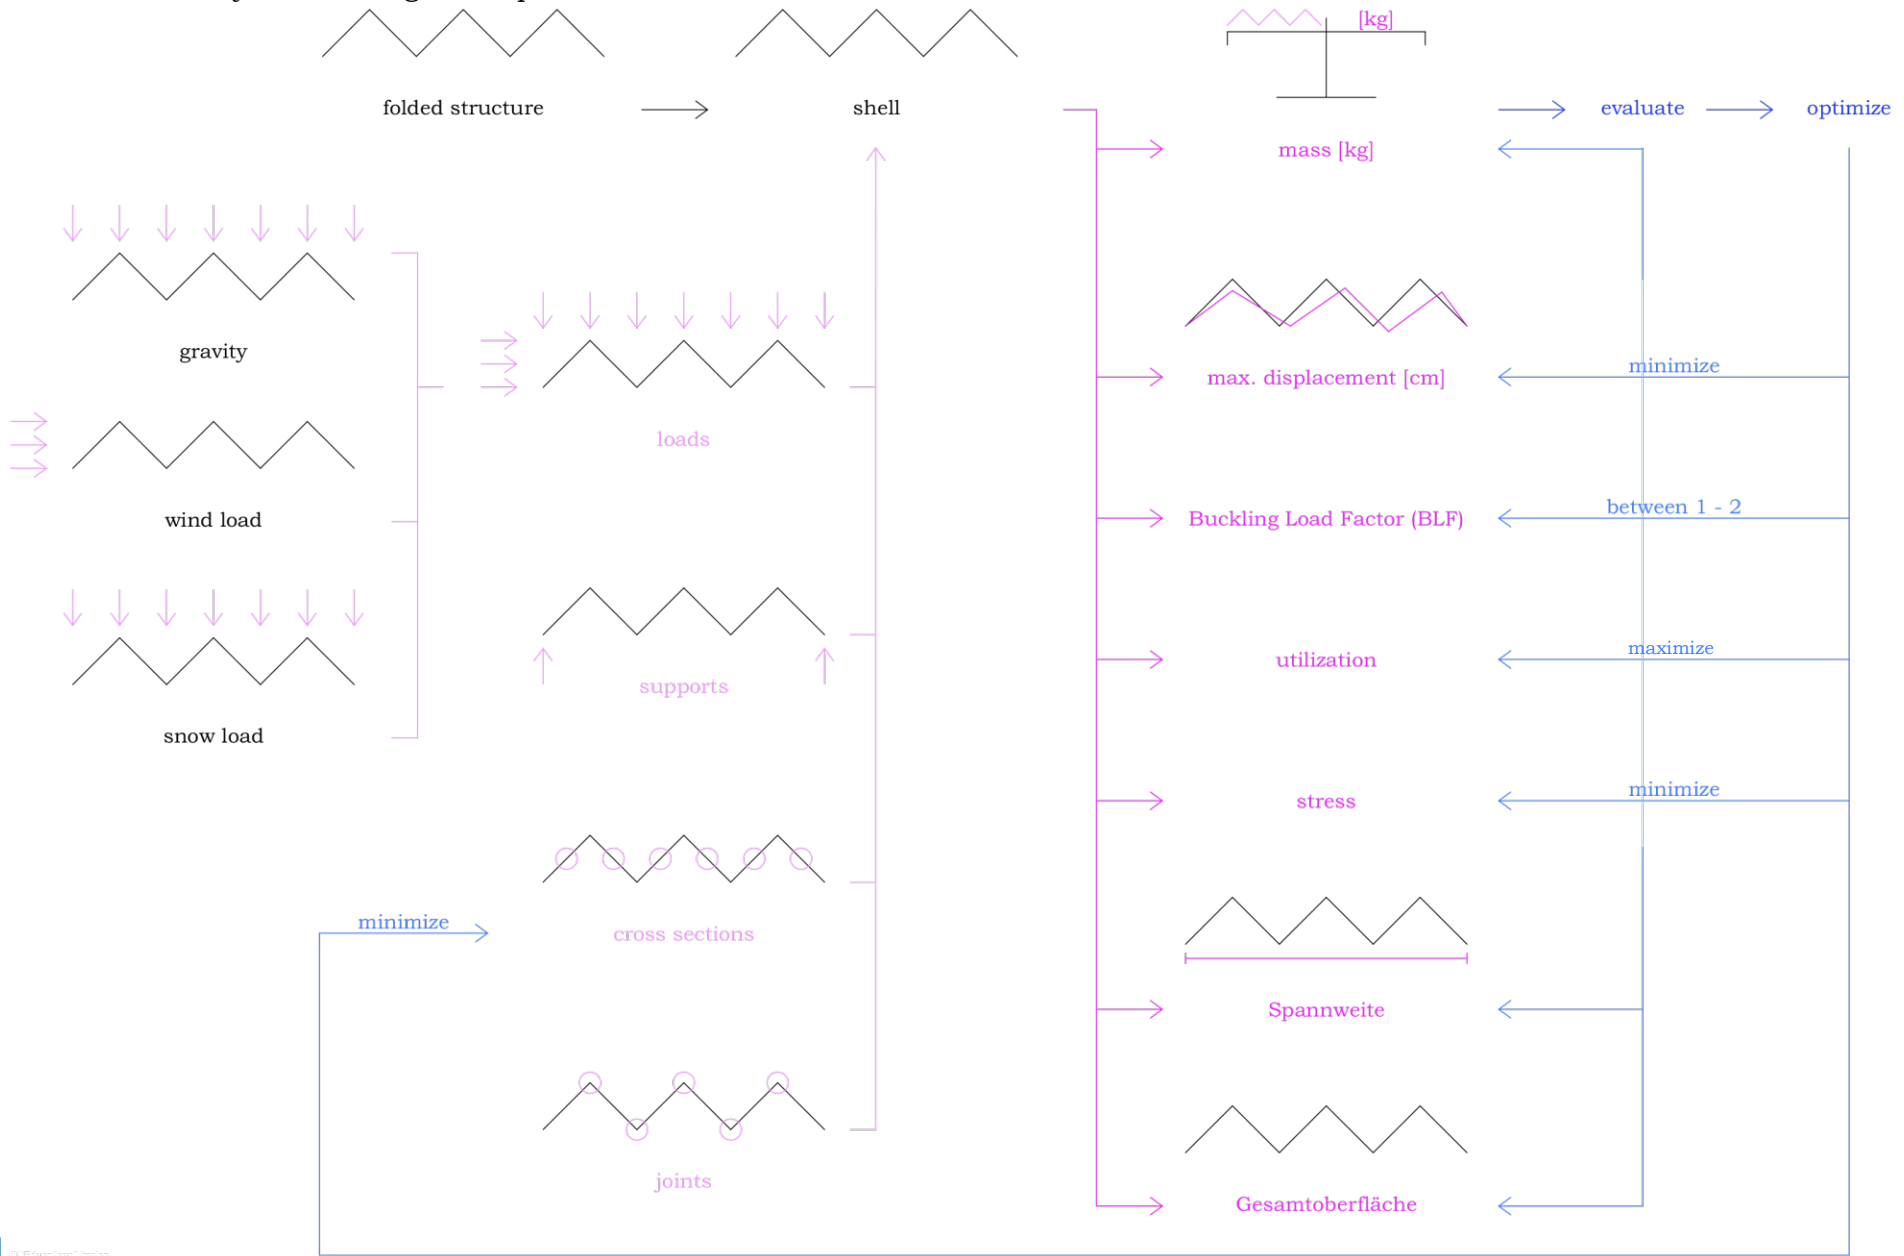 [kg]
folded structure
shell
evaluate
optimize
mass [kg]
gravity
max. displacement [cm]
minimize
loads
wind load
Buckling Load Factor (BLF)
between 1 - 2
utilization
maximize
supports
snow load
stress
minimize
minimize
cross sections
Spannweite
joints
Gesamtoberfläche